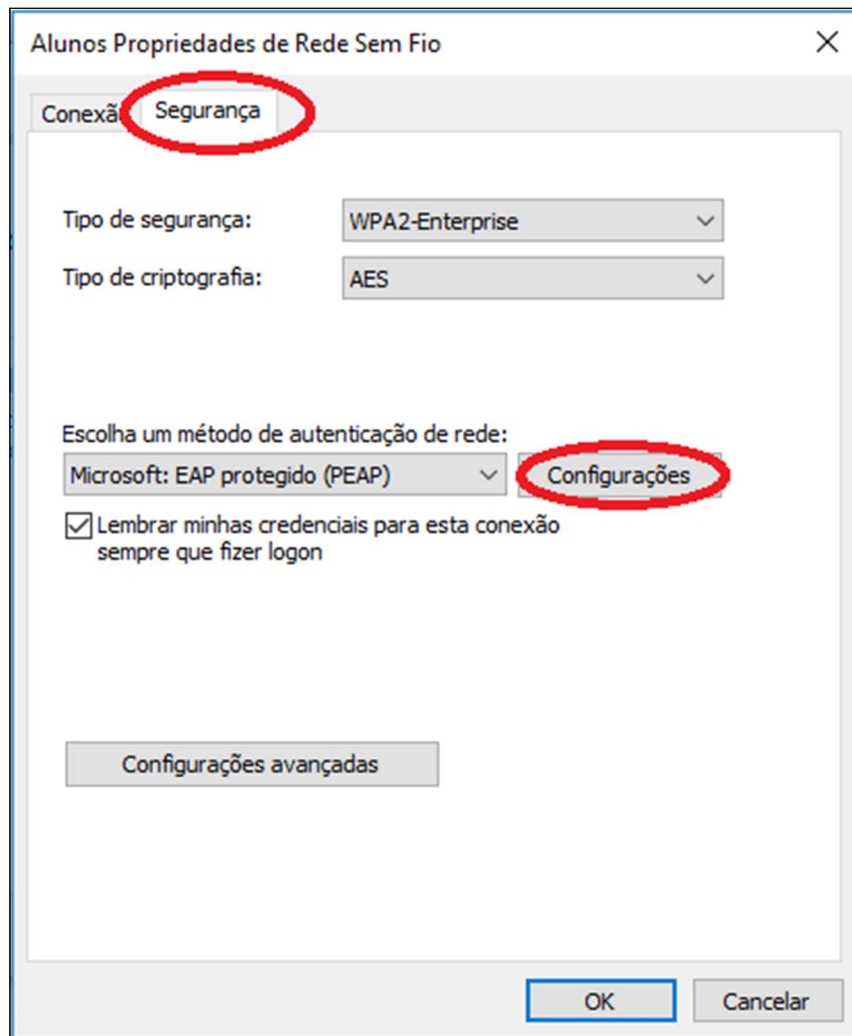 Alunos Propriedades de Rede Sem Fio
Conexã Segurança
Tipo de segurança: WPA2-Enterprise
Tipo de criptografia: AES
Escolha um método de autenticação de rede:
Microsoft: EAP protegido (PEAP) Configurações
Lembrar minhas credenciais para esta conexão
sempre que fizer logon
Configurações avançadas
OK Cancelar